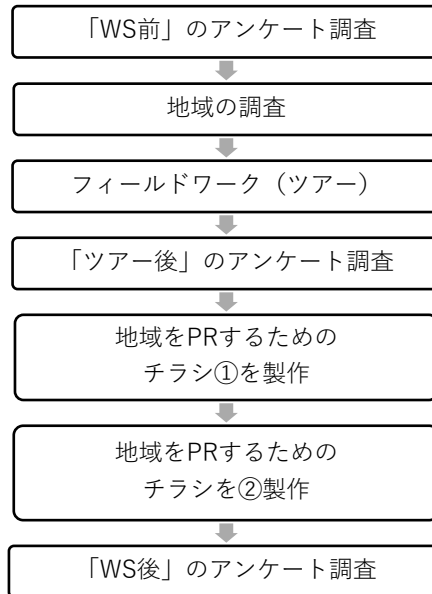 「WS前」のアンケート調査
地域の調査
フィールドワーク（ツアー）
「ツアー後」のアンケート調査
地域をPRするための
チラシ①を製作
地域をPRするための
チラシを②製作
「WS後」のアンケート調査